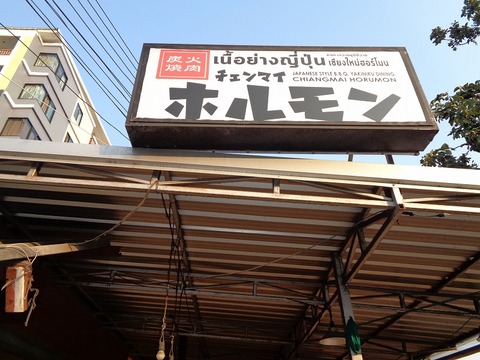 炭火
焼肉
เนื้อย่างญี่ปุ่น
เชียงใหม่ฮอร์โมน
チェンマイ
JAPANESE STYLE B.B.Q. YAKINIKU DINING
CHIANGMAI HORUMON
ホルモン